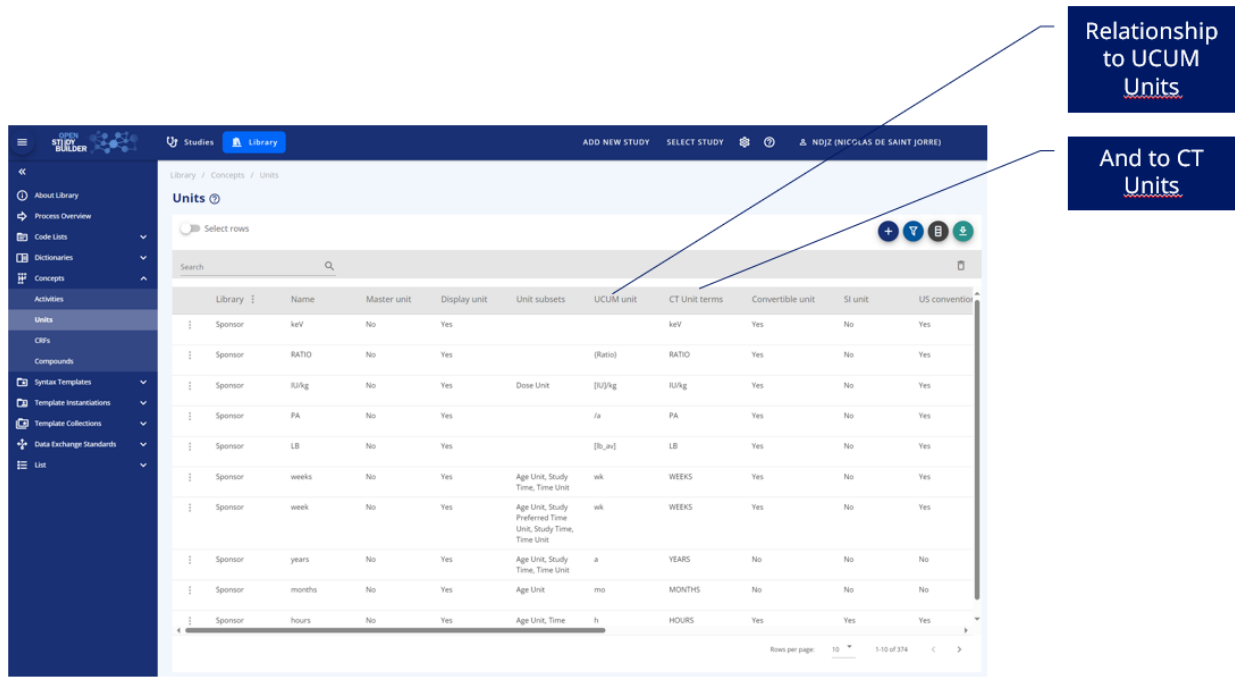 Relationship
to UCUM
Units
And to CT
Units
OPEN
STUDY
BUILDER
Studies
Library
ADD NEW STUDY
SELECT STUDY
NDJZ (NICOLAS DE SAINT JORRE)
About Library
Process Overview
Code Lists
Dictionaries
Concepts
Activities
Units
CRFs
Compounds
Syntax Templates
Template Instantiations
Template Collections
Data Exchange Standards
List
Library / Concepts / Units
Units
Select rows
Search
Library Name Master unit Display unit Unit subsets UCUM unit CT Unit terms Convertible unit SI unit US convention
Sponsor keV No Yes keV Yes No Yes
Sponsor RATIO No Yes {Ratio} RATIO Yes No Yes
Sponsor IU/kg No Yes Dose Unit [IU]/kg IU/kg Yes No Yes
Sponsor PA No Yes /a PA Yes No Yes
Sponsor LB No Yes [lb_av] LB Yes No Yes
Sponsor weeks No Yes Age Unit, Study wk WEEKS Yes No Yes
Time, Time Unit
Sponsor week No Yes Age Unit, Study wk WEEKS Yes No Yes
Preferred Time
Unit, Study Time,
Time Unit
Sponsor years No Yes Age Unit, Study a YEARS No No No
Time, Time Unit
Sponsor months No Yes Age Unit mo MONTHS No No No
Sponsor hours No Yes Age Unit, Time h HOURS Yes Yes Yes
Rows per page: 10 1-10 of 374